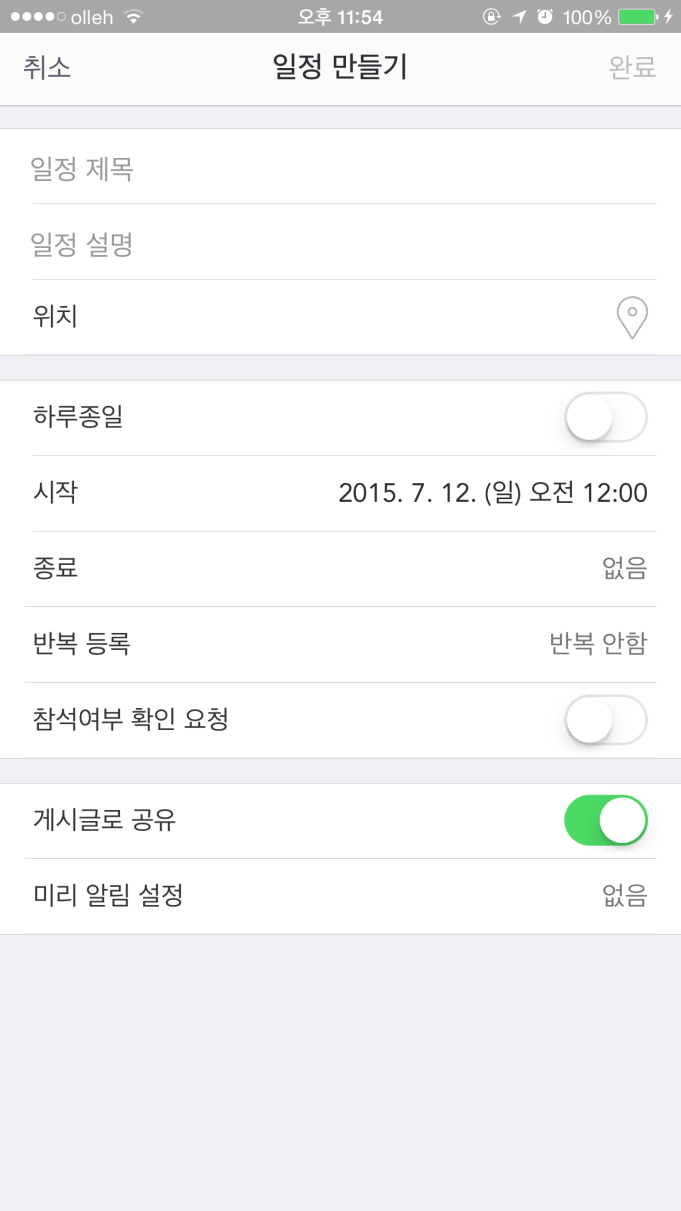 olleh 오후 11:54 100%
취소 일정 만들기 완료
일정 제목
일정 설명
위치
하루종일
시작 2015. 7. 12. (일) 오전 12:00
종료 없음
반복 등록 반복 안함
참석여부 확인 요청
게시글로 공유
미리 알림 설정 없음